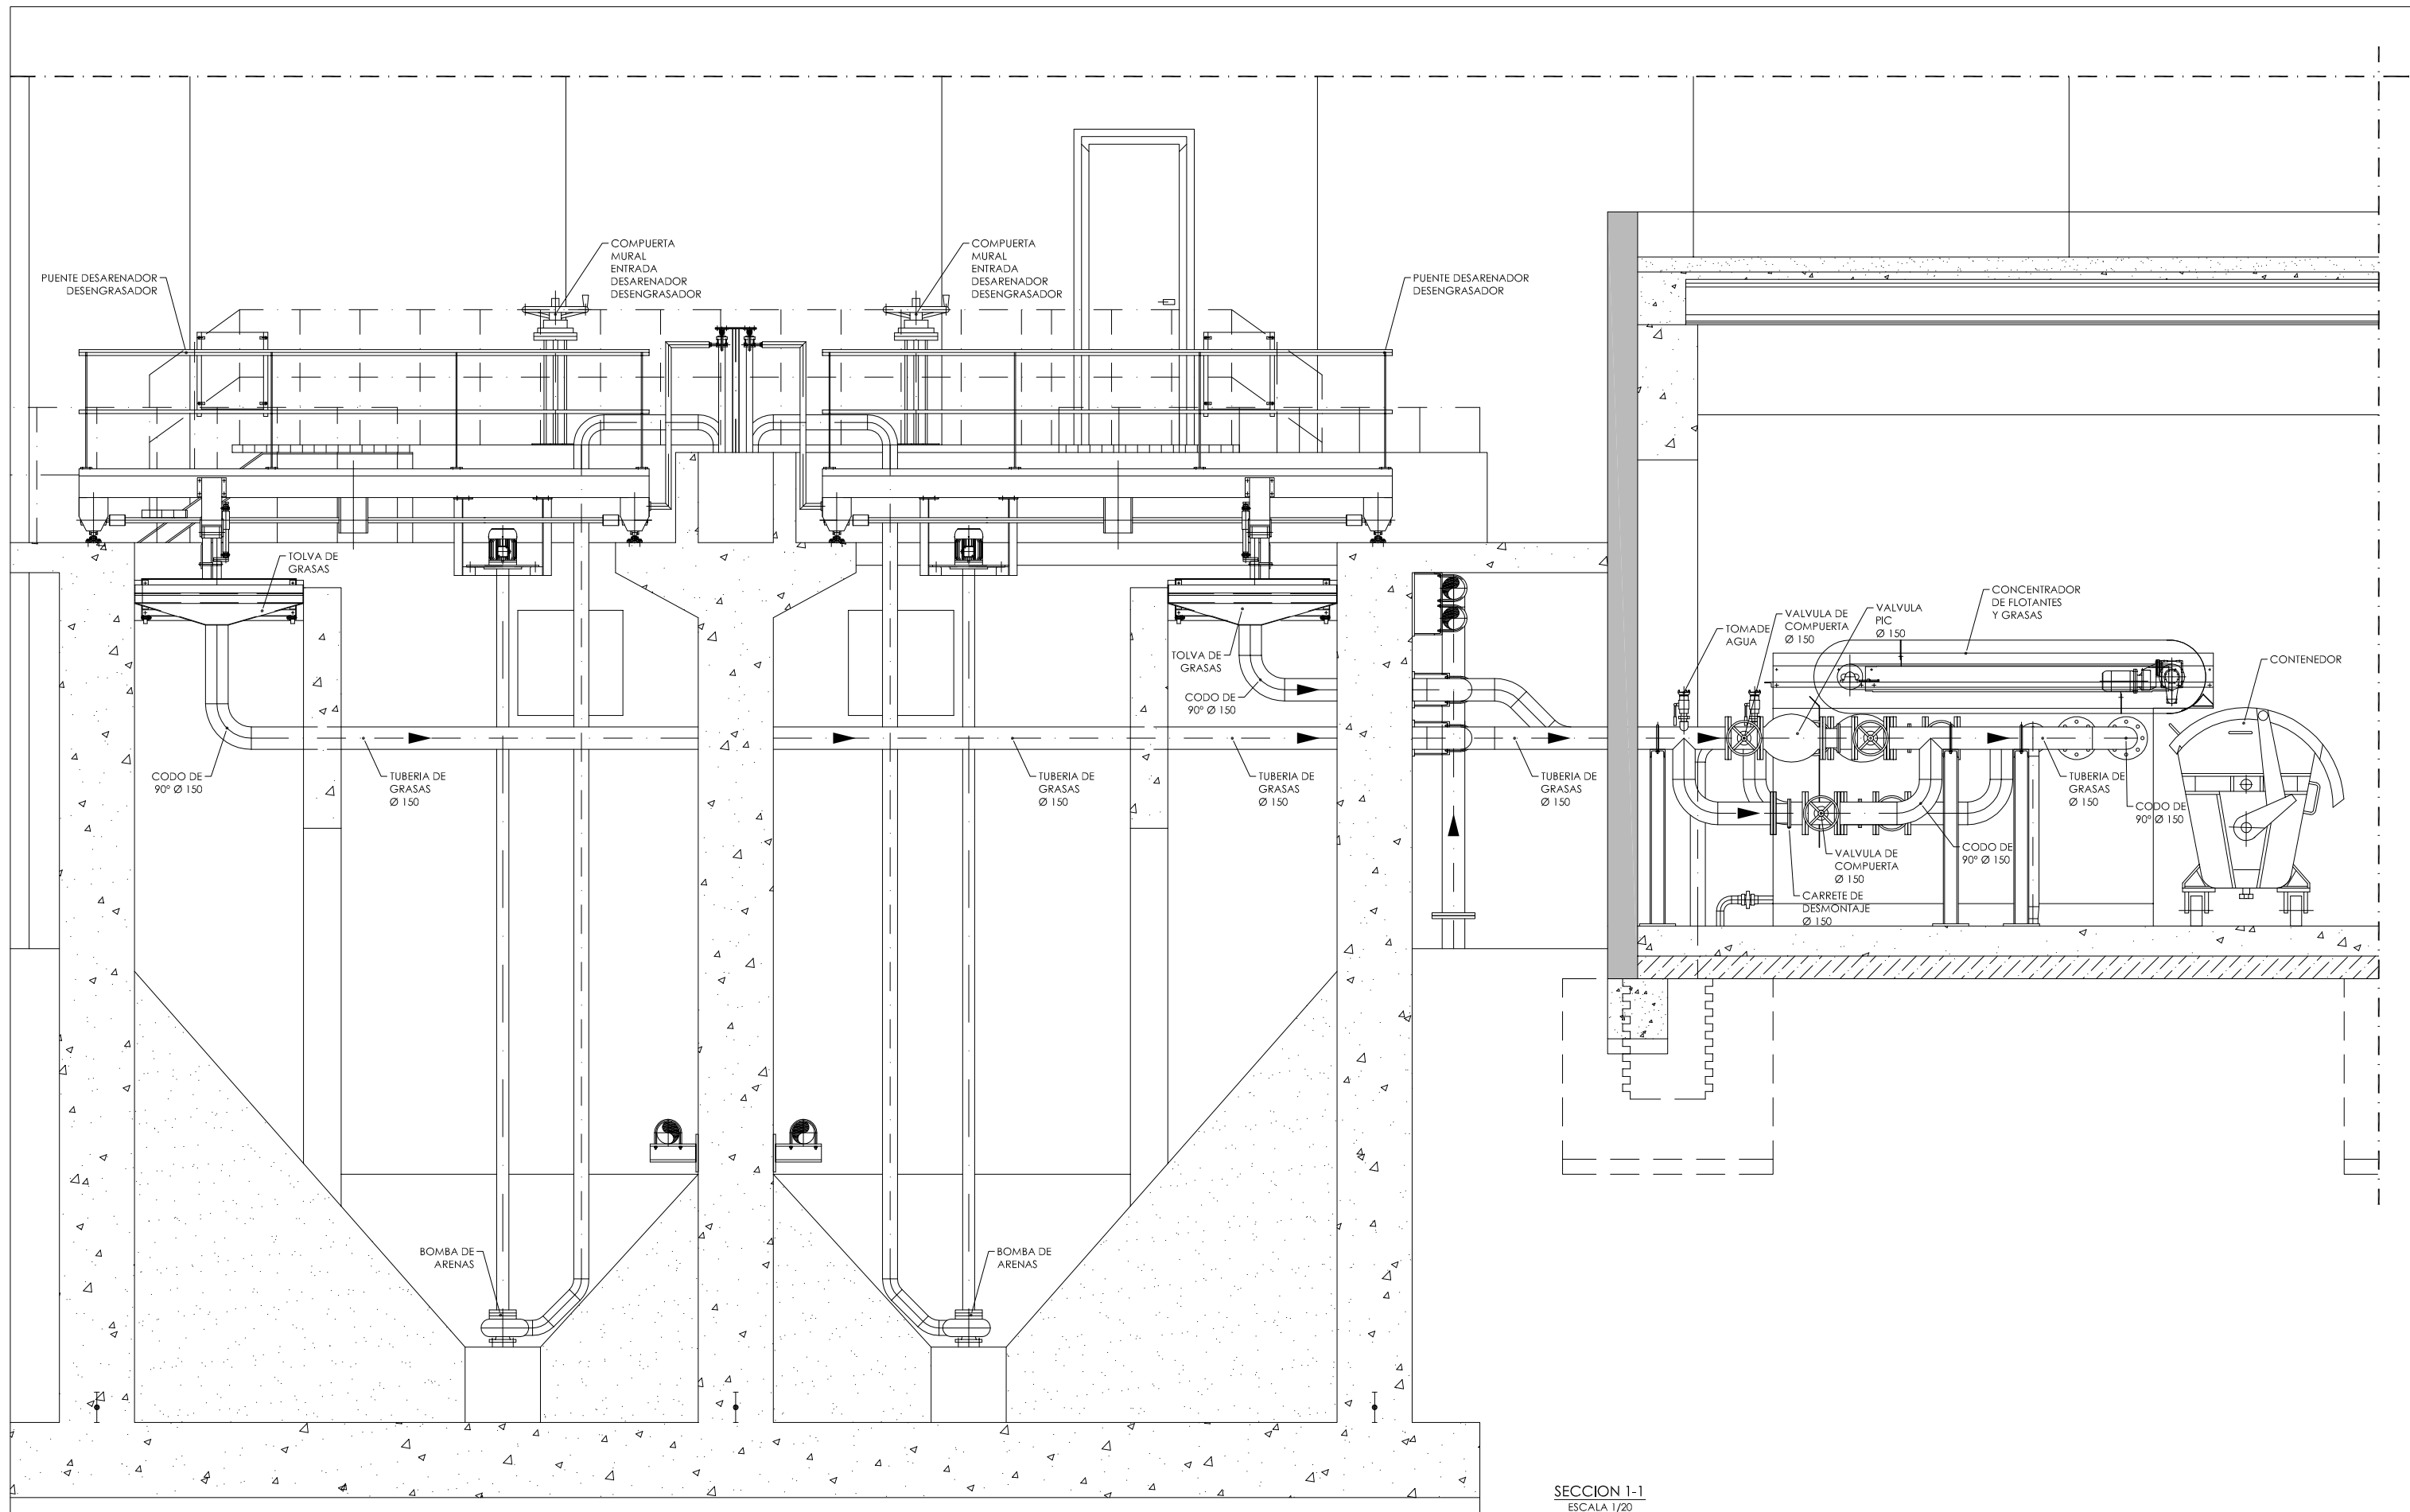 COMPUERTA
MURAL
ENTRADA
DESARENADOR
DESENGRASADOR
COMPUERTA
MURAL
ENTRADA
DESARENADOR
DESENGRASADOR
PUENTE DESARENADOR
DESENGRASADOR
PUENTE DESARENADOR
DESENGRASADOR
TOLVA DE
GRASAS
CONCENTRADOR
DE FLOTANTES
Y GRASAS
VALVULA
PIC
Ø 150
VALVULA DE
COMPUERTA
Ø 150
TOMADE
AGUA
TOLVA DE
GRASAS
CONTENEDOR
CODO DE
90º Ø 150
CODO DE
90º Ø 150
TUBERIA DE
GRASAS
Ø 150
TUBERIA DE
GRASAS
Ø 150
TUBERIA DE
GRASAS
Ø 150
TUBERIA DE
GRASAS
Ø 150
TUBERIA DE
GRASAS
Ø 150
CODO DE
90º Ø 150
CODO DE
90º Ø 150
VALVULA DE
COMPUERTA
Ø 150
CARRETE DE
DESMONTAJE
Ø 150
BOMBA DE
ARENAS
BOMBA DE
ARENAS
SECCION 1-1
ESCALA 1/20